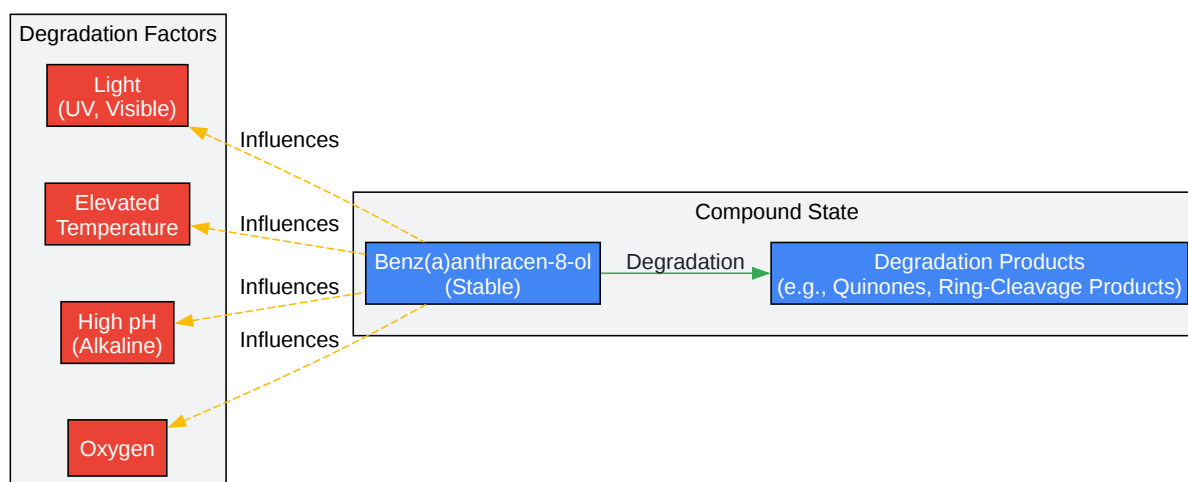 Degradation Factors
Light
(UV, Visible)
Influences
Elevated
Temperature
Influences
High pH
(Alkaline)
Influences
Oxygen
Influences
Compound State
Benz(a)anthracen-8-ol
(Stable)
Degradation
Degradation Products
(e.g., Quinones, Ring-Cleavage Products)